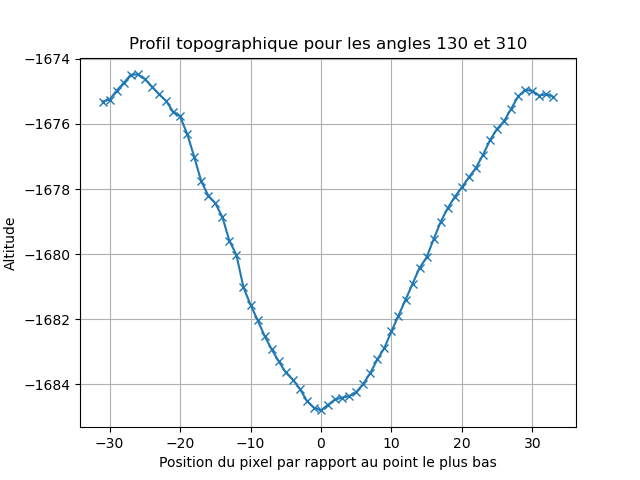 Profil topographique pour les angles 130 et 310
−1674
−1676
−1678
−1680
−1682
−1684
Altitude
−30 −20 −10 0 10 20 30
Position du pixel par rapport au point le plus bas